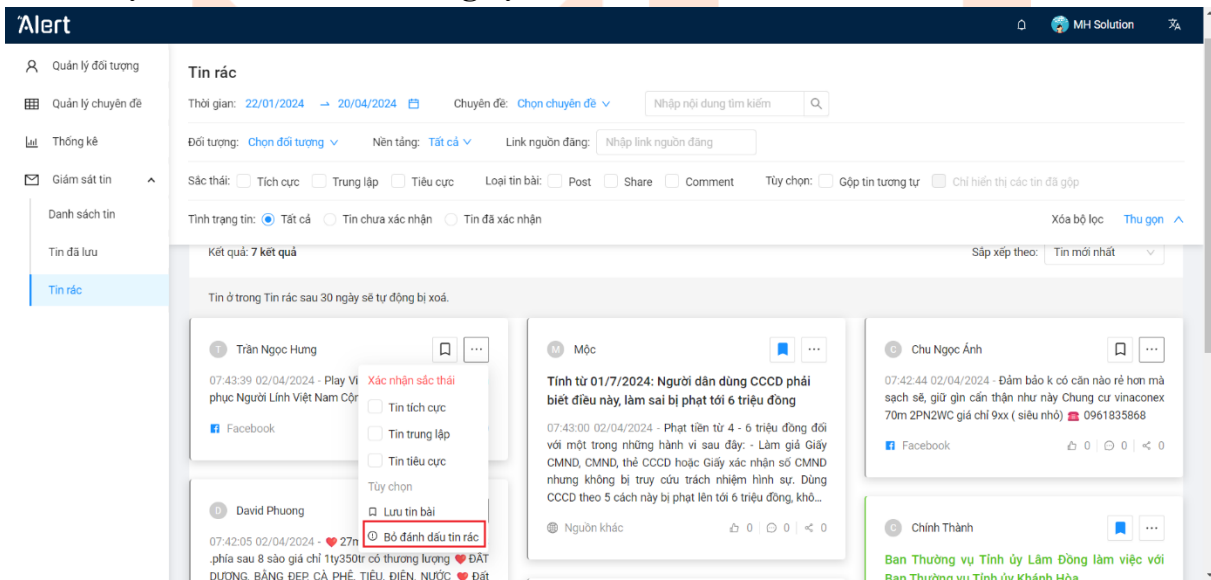 Alert
MH Solution
Quản lý đối tượng
Quản lý chuyên đề
Thống kê
Giám sát tin
Danh sách tin
Tin đã lưu
Tin rác
Tin rác
Thời gian: 22/01/2024 → 20/04/2024 Chuyên đề: Chọn chuyên đề Nhập nội dung tìm kiếm
Đối tượng: Chọn đối tượng Nền tảng: Tất cả Link nguồn đăng: Nhập link nguồn đăng
Sắc thái: Tích cực Trung lập Tiêu cực Loại tin bài: Post Share Comment Tùy chọn: Gộp tin tương tự Chỉ hiển thị các tin đã gộp
Tình trạng tin: Tất cả Tin chưa xác nhận Tin đã xác nhận Xóa bộ lọc Thu gọn
Kết quả: 7 kết quả Sắp xếp theo: Tin mới nhất
Tin ở trong Tin rác sau 30 ngày sẽ tự động bị xoá.
T Trần Ngọc Hưng
07:43:39 02/04/2024 - Play Vi
phục Người Lính Việt Nam Cộn
Facebook
Xác nhận sắc thái
Tin tích cực
Tin trung lập
Tin tiêu cực
Tùy chọn
Lưu tin bài
Bỏ đánh dấu tin rác
D David Phuong
07:42:05 02/04/2024 - ❤️ 27m
.phía sau 8 sào giá chỉ 1ty350tr có thương lượng ❤️ ĐẤT
DƯƠNG, BẰNG ĐẸP, CÀ PHÊ, TIÊU, ĐIỆN, NƯỚC ❤️ Đất
M Mộc
Tính từ 01/7/2024: Người dân dùng CCCD phải
biết điều này, làm sai bị phạt tới 6 triệu đồng
07:43:00 02/04/2024 - Phạt tiền từ 4 - 6 triệu đồng đối
với một trong những hành vi sau đây: - Làm giả Giấy
CMND, CMND, thẻ CCCD hoặc Giấy xác nhận số CMND
nhưng không bị truy cứu trách nhiệm hình sự. Dùng
CCCD theo 5 cách này bị phạt lên tới 6 triệu đồng, khô...
Nguồn khác 0 0 0
C Chu Ngọc Ánh
07:42:44 02/04/2024 - Đảm bảo k có căn nào rẻ hơn mà
sạch sẽ, giữ gìn cẩn thận như này Chung cư vinaconex
70m 2PN2WC giá chỉ 9xx ( siêu nhỏ) ☎️ 0961835868
Facebook 0 0 0
C Chính Thành
Ban Thường vụ Tỉnh ủy Lâm Đồng làm việc với
Ban Thường vụ Tỉnh ủy Khánh Hòa